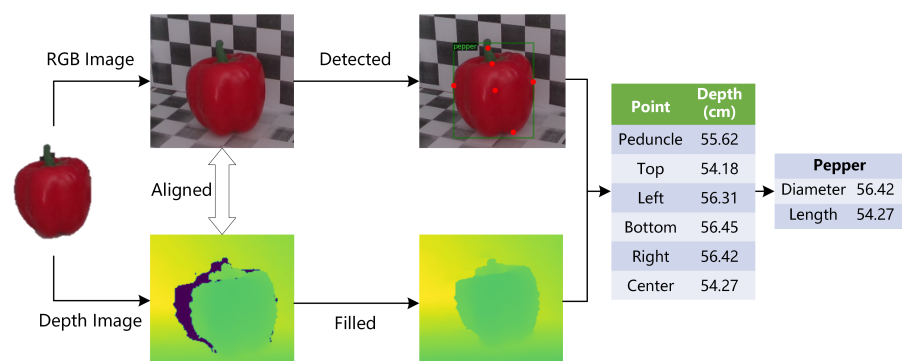 RGB Image
Detected
pepper
Aligned
Depth Image
Filled
Point Depth (cm)
Peduncle 55.62
Top 54.18
Left 56.31
Bottom 56.45
Right 56.42
Center 54.27
Pepper
Diameter 56.42
Length 54.27